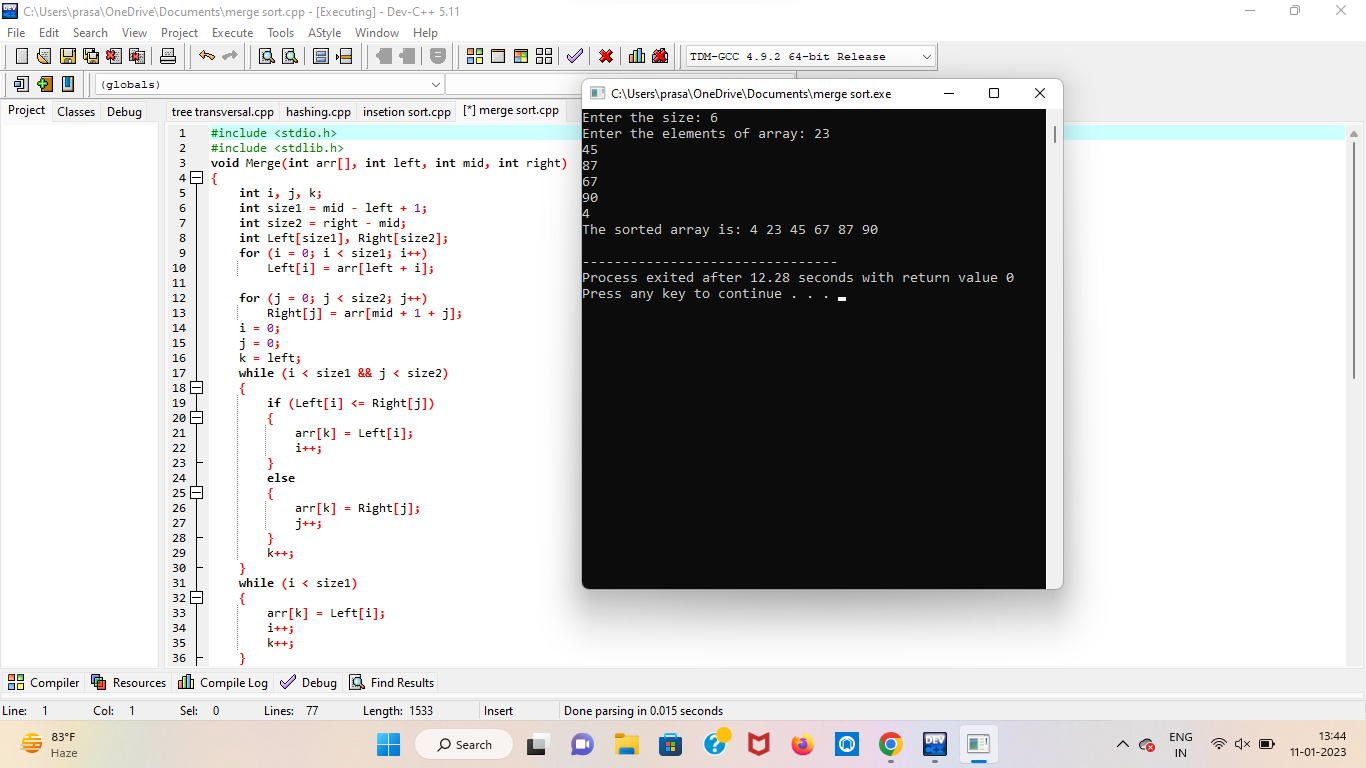 C:\Users\prasa\OneDrive\Documents\merge sort.cpp - [Executing] - Dev-C++ 5.11
File Edit Search View Project Execute Tools AStyle Window Help
TDM-GCC 4.9.2 64-bit Release
(globals)
Project Classes Debug
tree transversal.cpp hashing.cpp insetion sort.cpp [*] merge sort.cpp
1 #include <stdio.h>
2 #include <stdlib.h>
3 void Merge(int arr[], int left, int mid, int right)
4 {
5 int i, j, k;
6 int size1 = mid - left + 1;
7 int size2 = right - mid;
8 int Left[size1], Right[size2];
9 for (i = 0; i < size1; i++)
10 Left[i] = arr[left + i];
11
12 for (j = 0; j < size2; j++)
13 Right[j] = arr[mid + 1 + j];
14 i = 0;
15 j = 0;
16 k = left;
17 while (i < size1 && j < size2)
18 {
19 if (Left[i] <= Right[j])
20 {
21 arr[k] = Left[i];
22 i++;
23 }
24 else
25 {
26 arr[k] = Right[j];
27 j++;
28 }
29 k++;
30 }
31 while (i < size1)
32 {
33 arr[k] = Left[i];
34 i++;
35 k++;
36 }
C:\Users\prasa\OneDrive\Documents\merge sort.exe
Enter the size: 6
Enter the elements of array: 23
45
87
67
90
4
The sorted array is: 4 23 45 67 87 90
--------------------------------
Process exited after 12.28 seconds with return value 0
Press any key to continue . . .
Compiler Resources Compile Log Debug Find Results
Line: 1 Col: 1 Sel: 0 Lines: 77 Length: 1533 Insert Done parsing in 0.015 seconds
83°F
Haze
Search
DEV
ENG
IN
13:44
11-01-2023